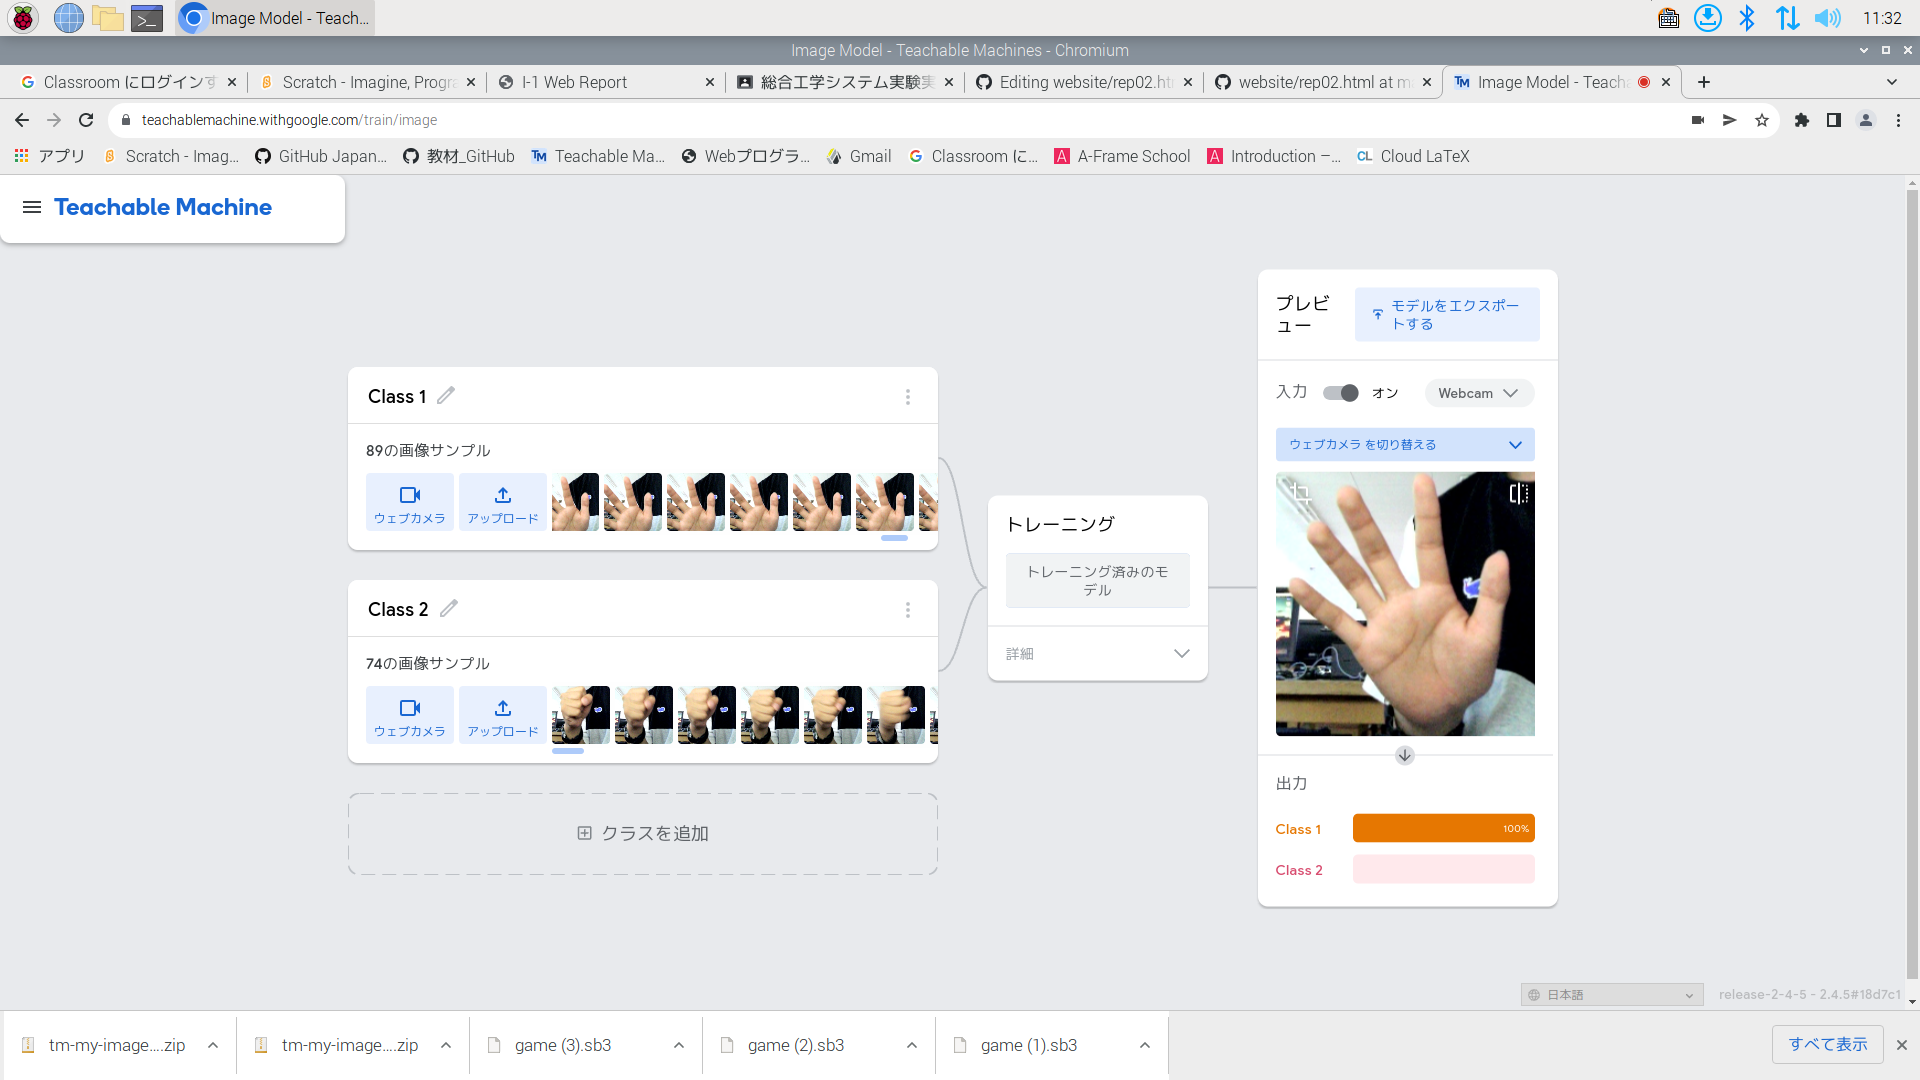 Image Model - Teach...
11:32
Image Model - Teachable Machines - Chromium
Classroom にログインす
Scratch - Imagine, Progra
I-1 Web Report
総合工学システム実験実
Editing website/rep02.ht
website/rep02.html at m
Image Model - Teach
teachablemachine.withgoogle.com/train/image
アプリ
Scratch - Imag...
GitHub Japan...
教材_GitHub
Teachable Ma...
Webプログラ...
Gmail
Classroom に...
A-Frame School
Introduction –...
Cloud LaTeX
Teachable Machine
Class 1
89の画像サンプル
ウェブカメラ
アップロード
Class 2
74の画像サンプル
ウェブカメラ
アップロード
クラスを追加
トレーニング
トレーニング済みのモ
デル
詳細
プレビ
ュー
モデルをエクスポー
トする
入力
オン
Webcam
ウェブカメラ を切り替える
出力
Class 1
100%
Class 2
日本語
release-2-4-5 - 2.4.5#18d7c1
tm-my-image....zip
tm-my-image....zip
game (3).sb3
game (2).sb3
game (1).sb3
すべて表示